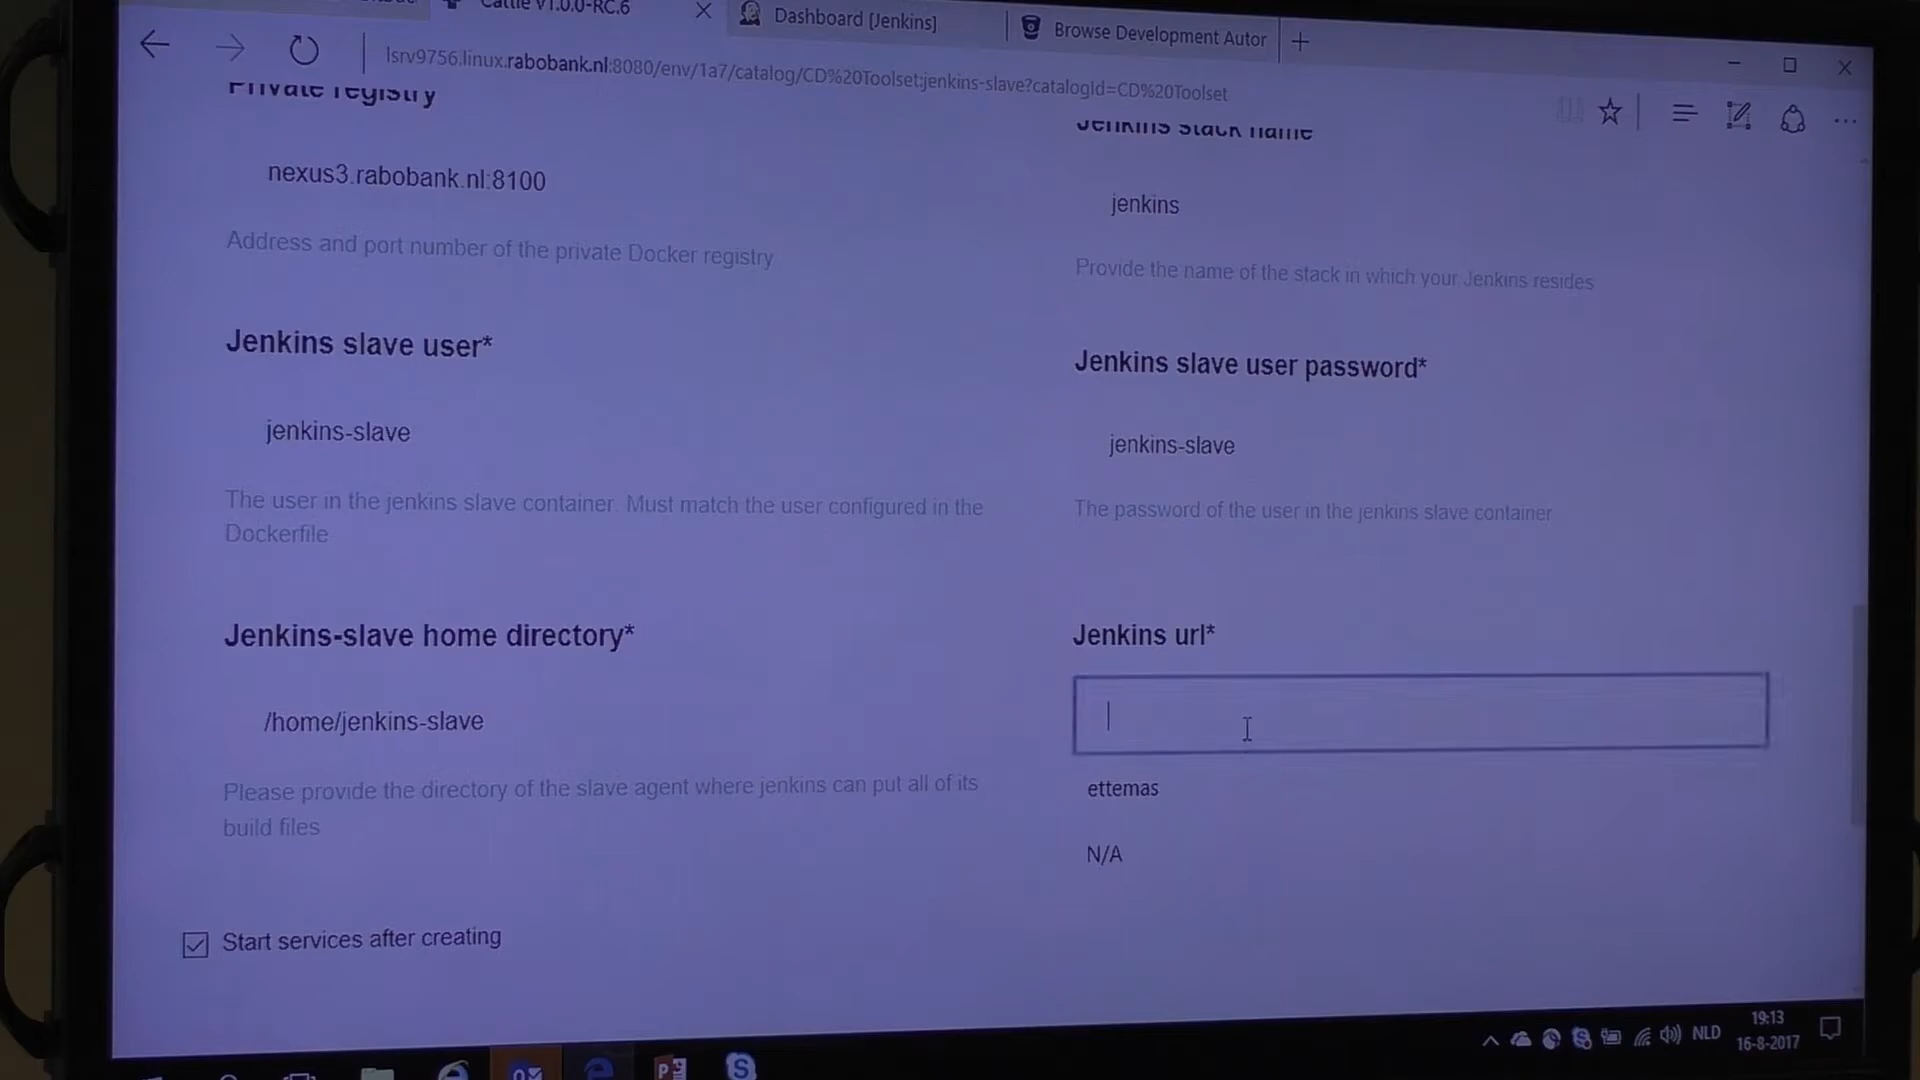 Cattle v1.0.0-RC.6
Dashboard [Jenkins]
Browse Development Autor
lsrv9756.linux.rabobank.nl:8080/env/1a7/catalog/CD%20Toolset:jenkins-slave?catalogId=CD%20Toolset
Private registry
Jenkins stack name
nexus3.rabobank.nl:8100
jenkins
Address and port number of the private Docker registry
Provide the name of the stack in which your Jenkins resides
Jenkins slave user*
Jenkins slave user password*
jenkins-slave
jenkins-slave
The user in the jenkins slave container. Must match the user configured in the
Dockerfile
The password of the user in the jenkins slave container
Jenkins-slave home directory*
Jenkins url*
/home/jenkins-slave
ettemas
Please provide the directory of the slave agent where jenkins can put all of its
build files
N/A
Start services after creating
NLD
19:13
16-8-2017